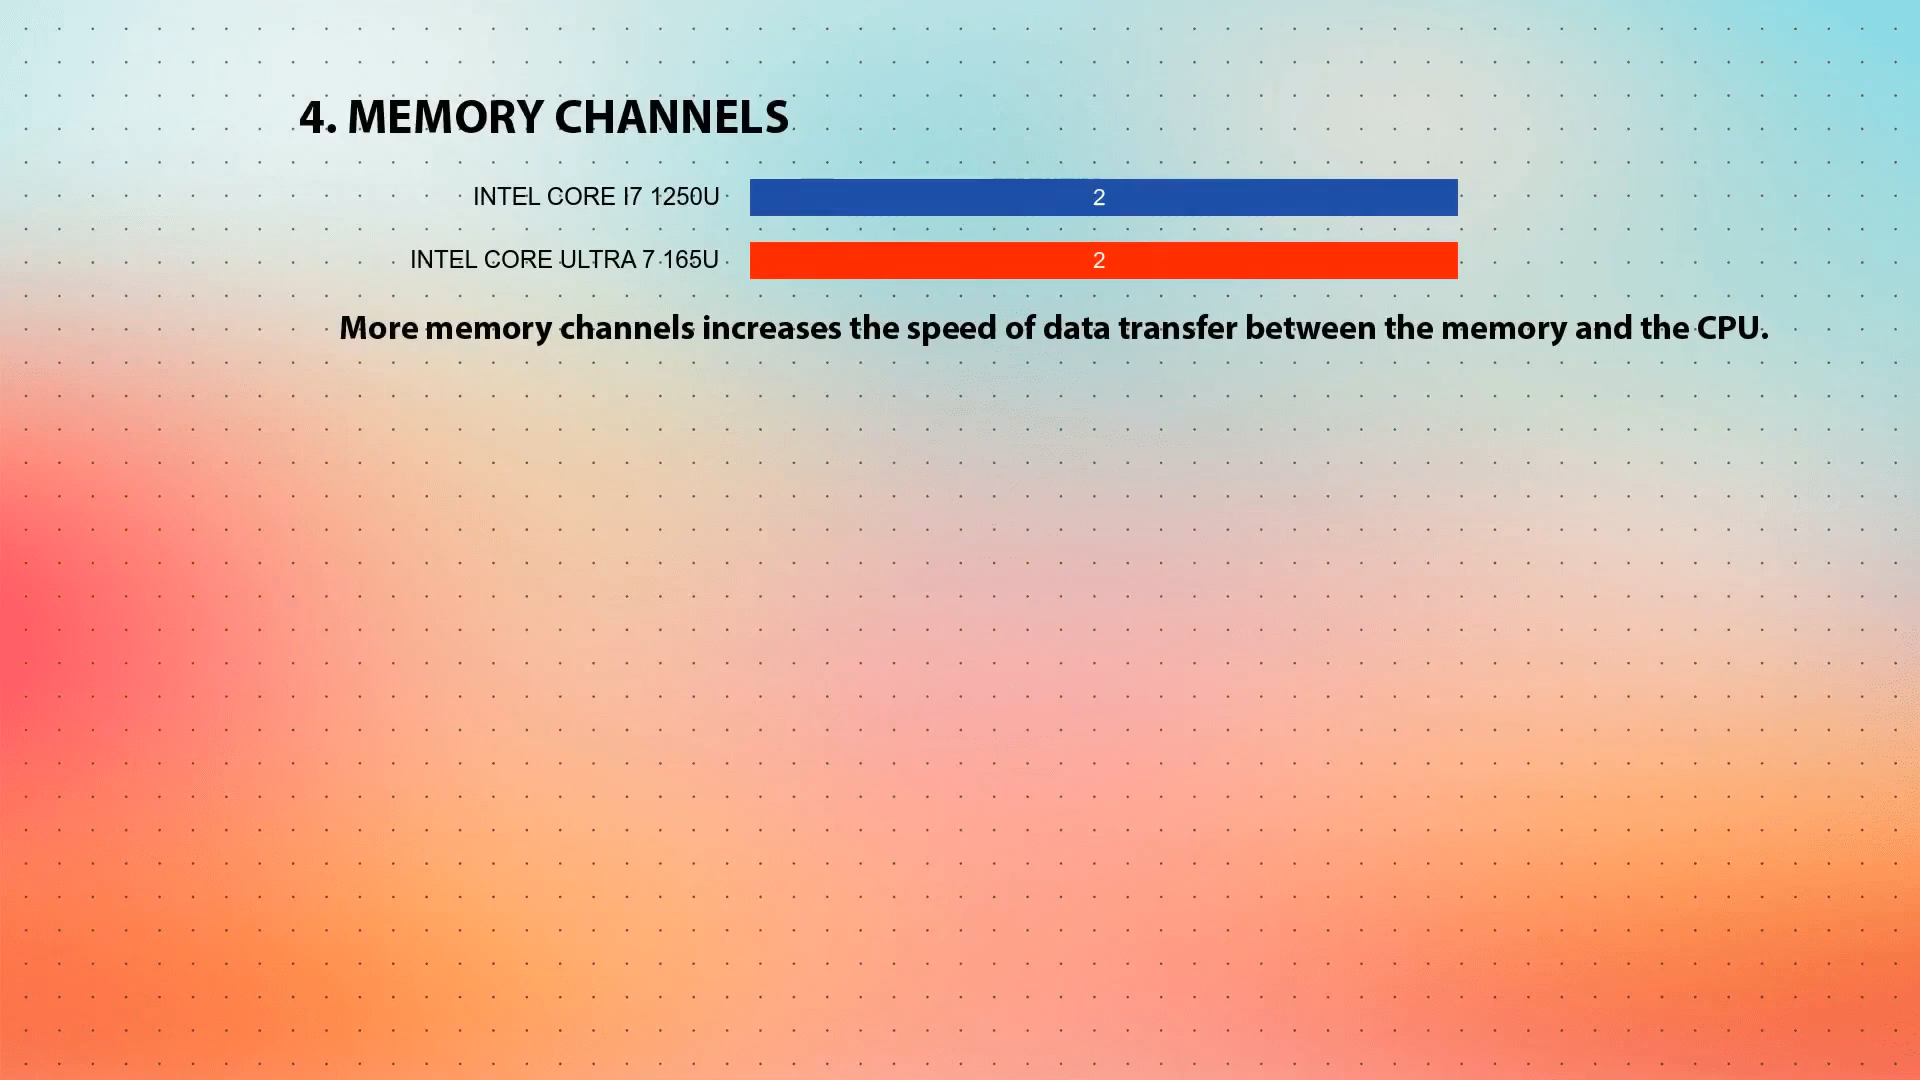 4. MEMORY CHANNELS
INTEL CORE I7 1250U 2
INTEL CORE ULTRA 7 165U 2
More memory channels increases the speed of data transfer between the memory and the CPU.